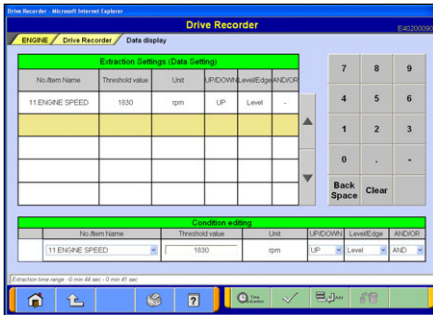 Drive Recorder - Microsoft Internet Explorer
Drive Recorder
E40200090
ENGINE Drive Recorder Data display
Extraction Settings (Data Setting)
No./Item Name Threshold value Unit UP/DOWN Level/Edge AND/OR
11.ENGINE SPEED 1830 rpm UP Level -
7 8 9
4 5 6
1 2 3
0 . -
Back Space Clear
Condition editing
No./Item Name Threshold value Unit UP/DOWN Level/Edge AND/OR
11.ENGINE SPEED 1830 rpm UP Level AND
Extraction time range -0 min 44 sec - 0 min 41 sec
?
Time